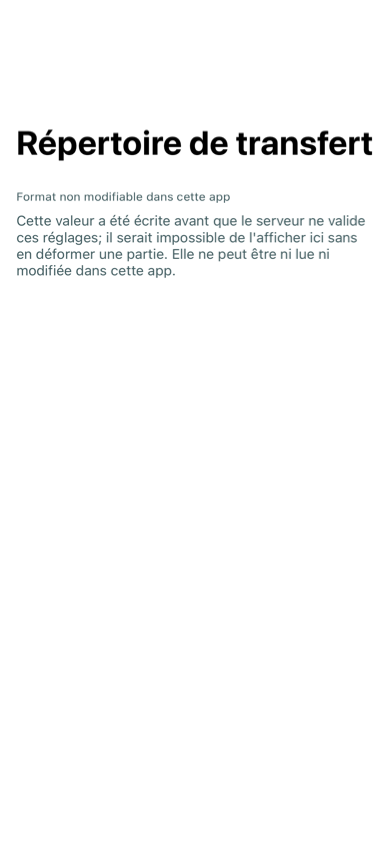 Répertoire de transfert
Format non modifiable dans cette app
Cette valeur a été écrite avant que le serveur ne valide
ces réglages; il serait impossible de l'afficher ici sans
en déformer une partie. Elle ne peut être ni lue ni
modifiée dans cette app.